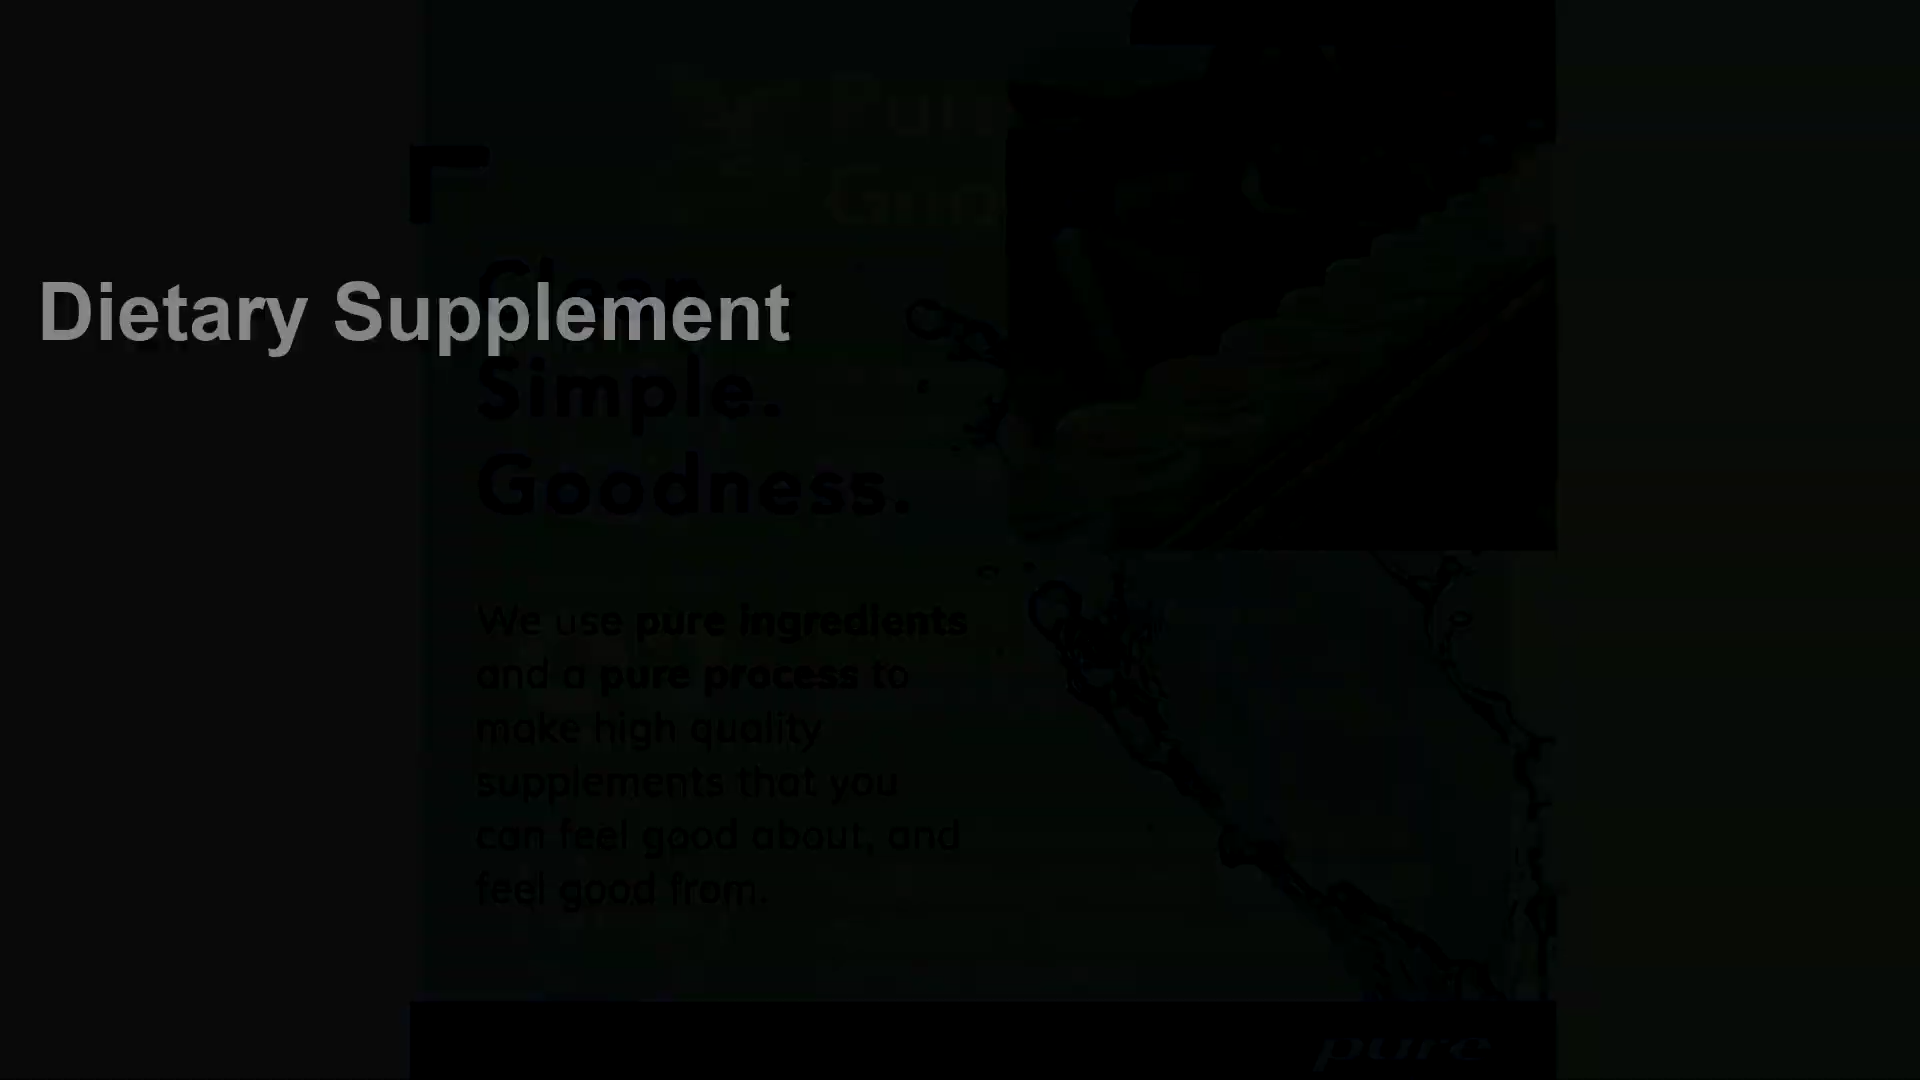 Dietary Supplement
Clean.
Simple.
Goodness.
We use pure ingredients
and a pure process to
make high quality
supplements that you
can feel good about, and
feel good from.
pure